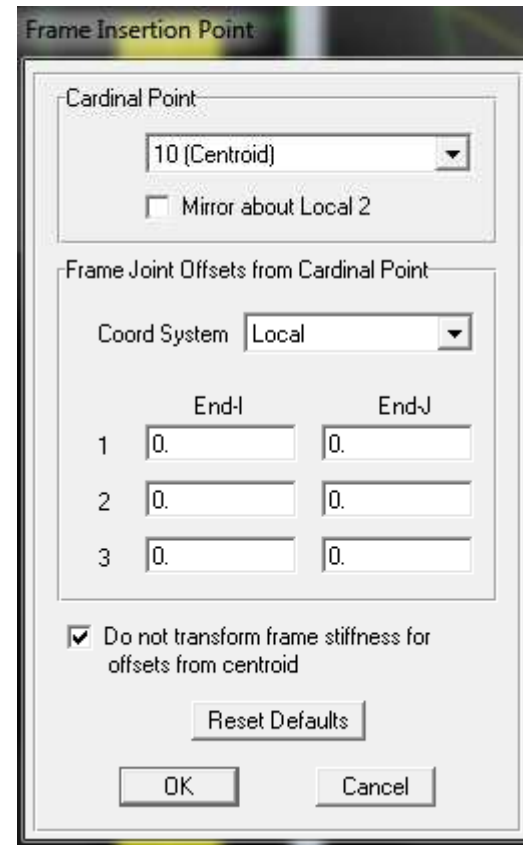 Frame Insertion Point
Cardinal Point
10 (Centroid)
Mirror about Local 2
Frame Joint Offsets from Cardinal Point
Coord System Local
End-I End-J
1 0. 0.
2 0. 0.
3 0. 0.
Do not transform frame stiffness for
offsets from centroid
Reset Defaults
OK Cancel